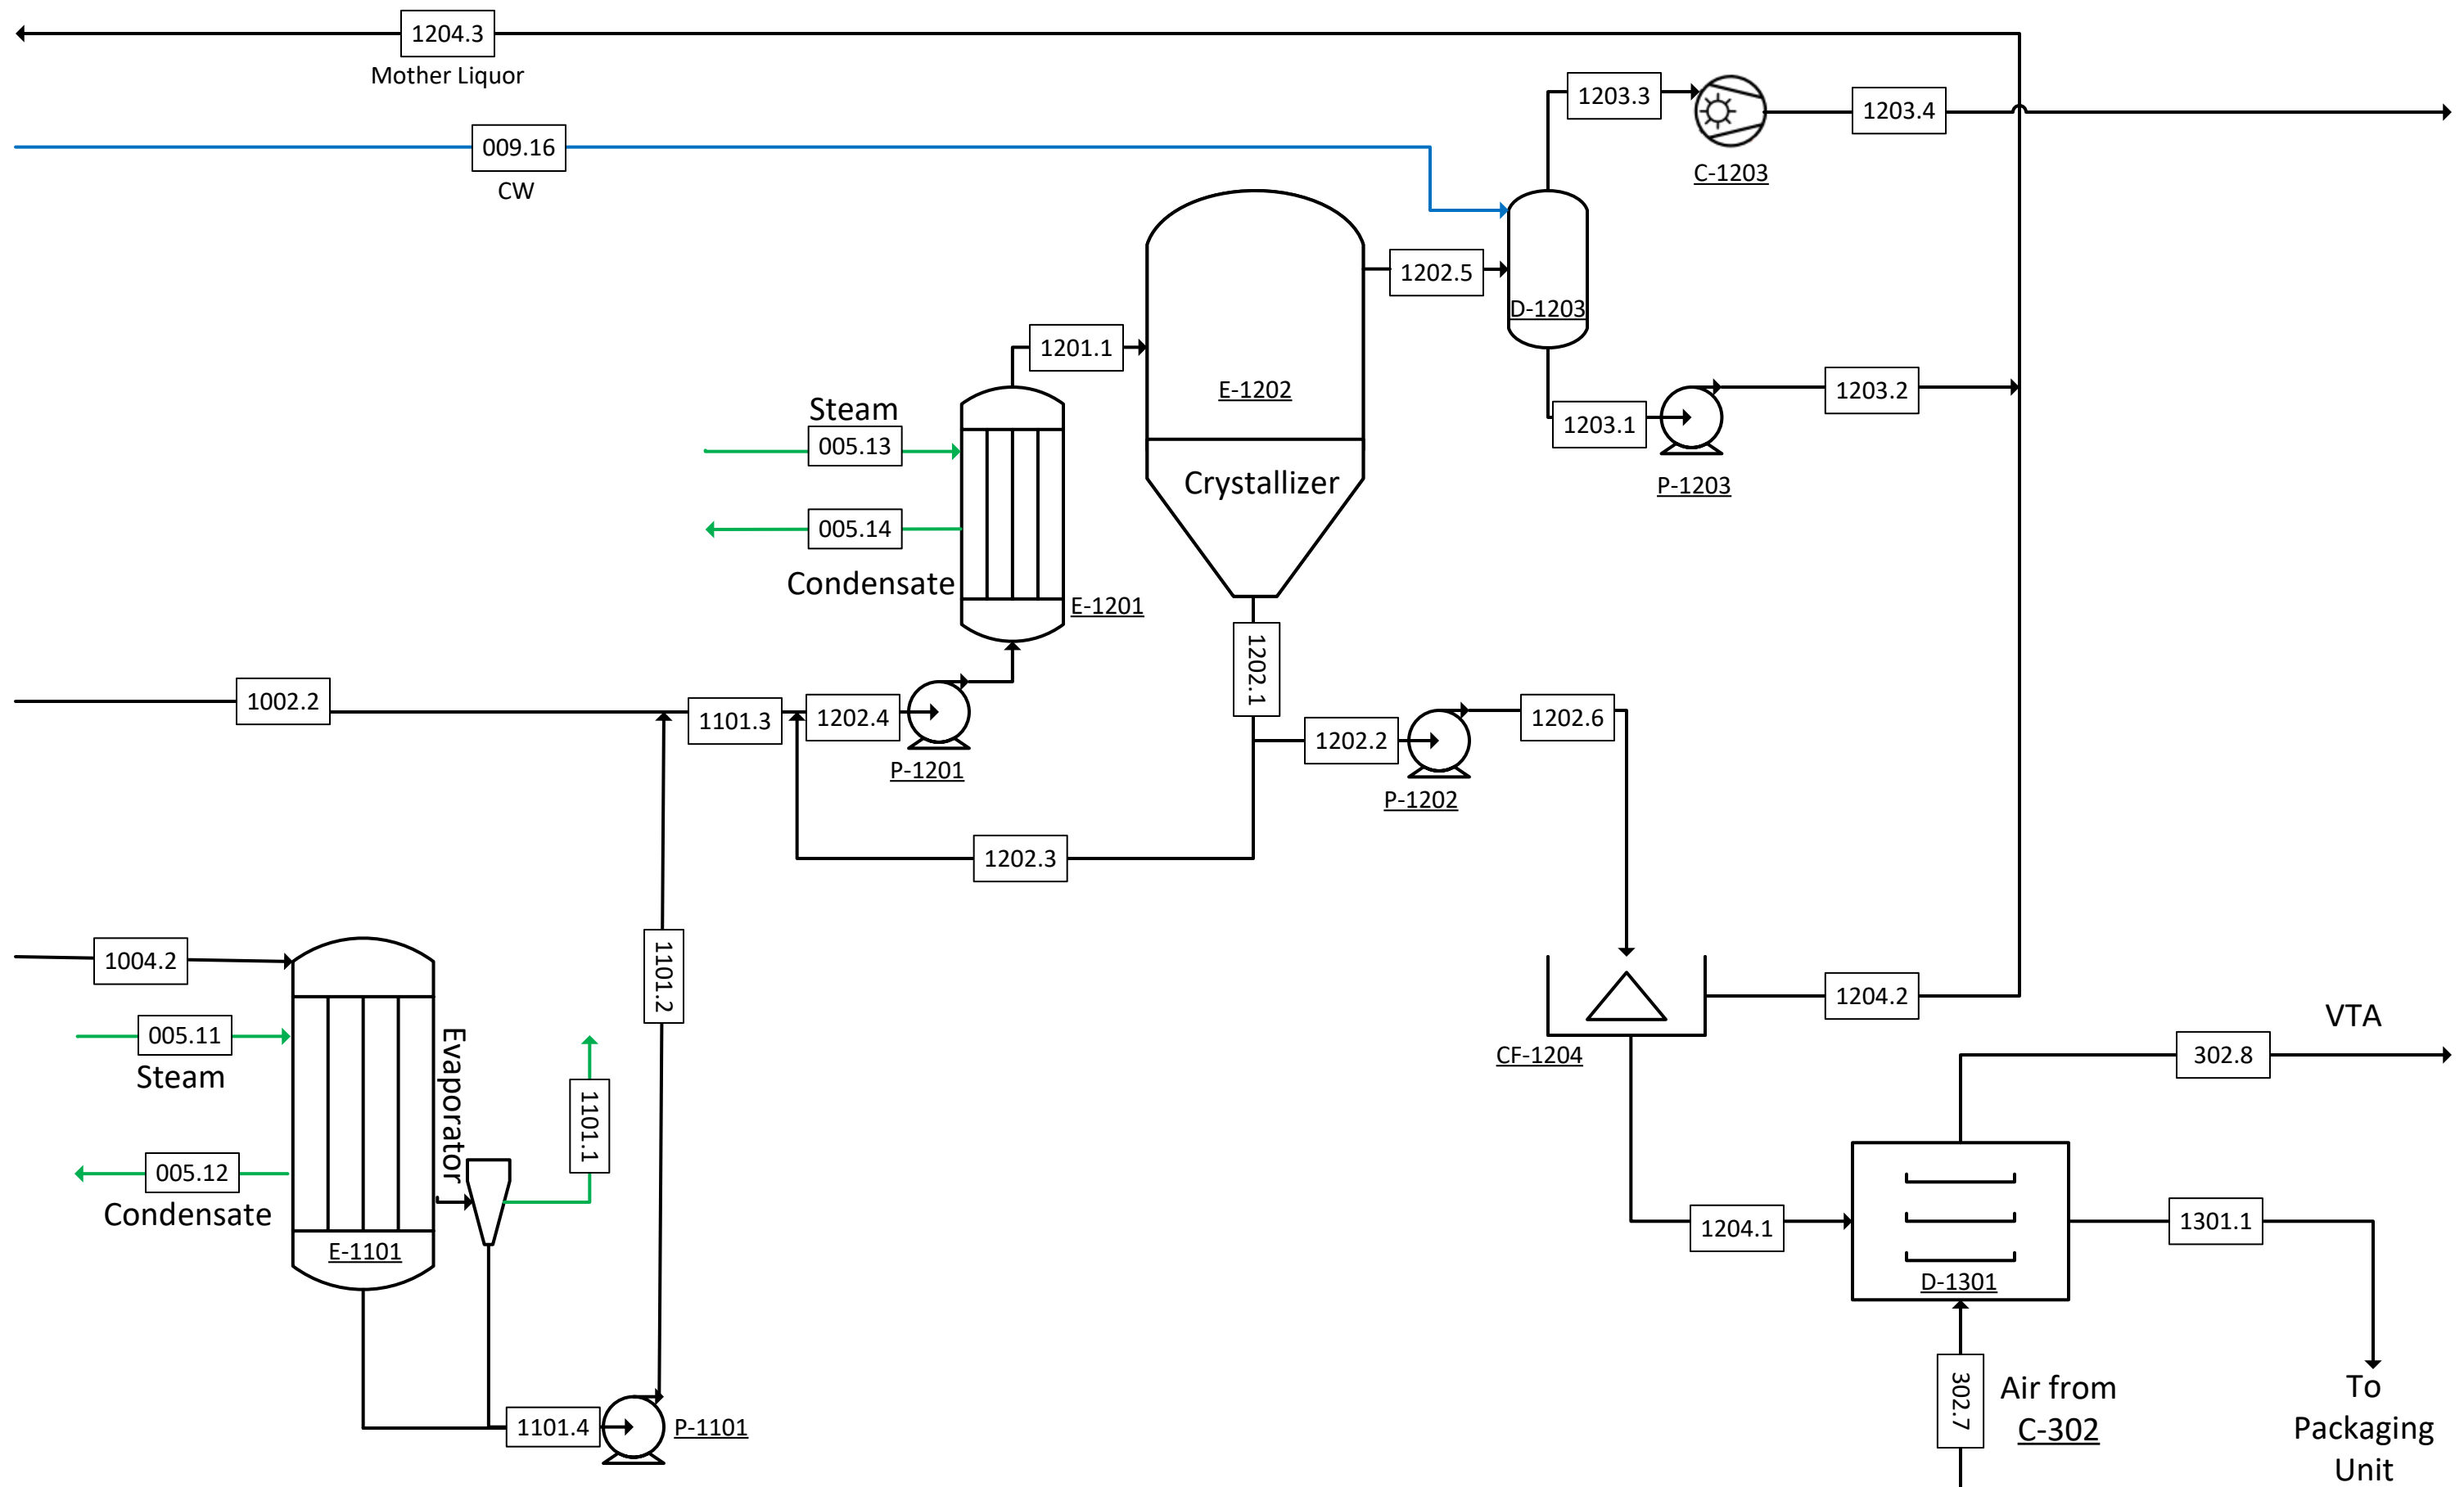 1204.3
Mother Liquor
1203.3
1203.4
C-1203
009.16
CW
1202.5
D-1203
1201.1
E-1202
Crystallizer
1203.2
1203.1
P-1203
Steam
005.13
005.14
Condensate
E-1201
1202.1
1002.2
1101.3
1202.4
P-1201
1202.2
1202.6
P-1202
1202.3
1101.2
1004.2
005.11
Steam
005.12
Condensate
Evaporator
1101.1
E-1101
1101.4
P-1101
CF-1204
1204.2
VTA
302.8
1204.1
D-1301
1301.1
302.7
Air from
C-302
To
Packaging
Unit